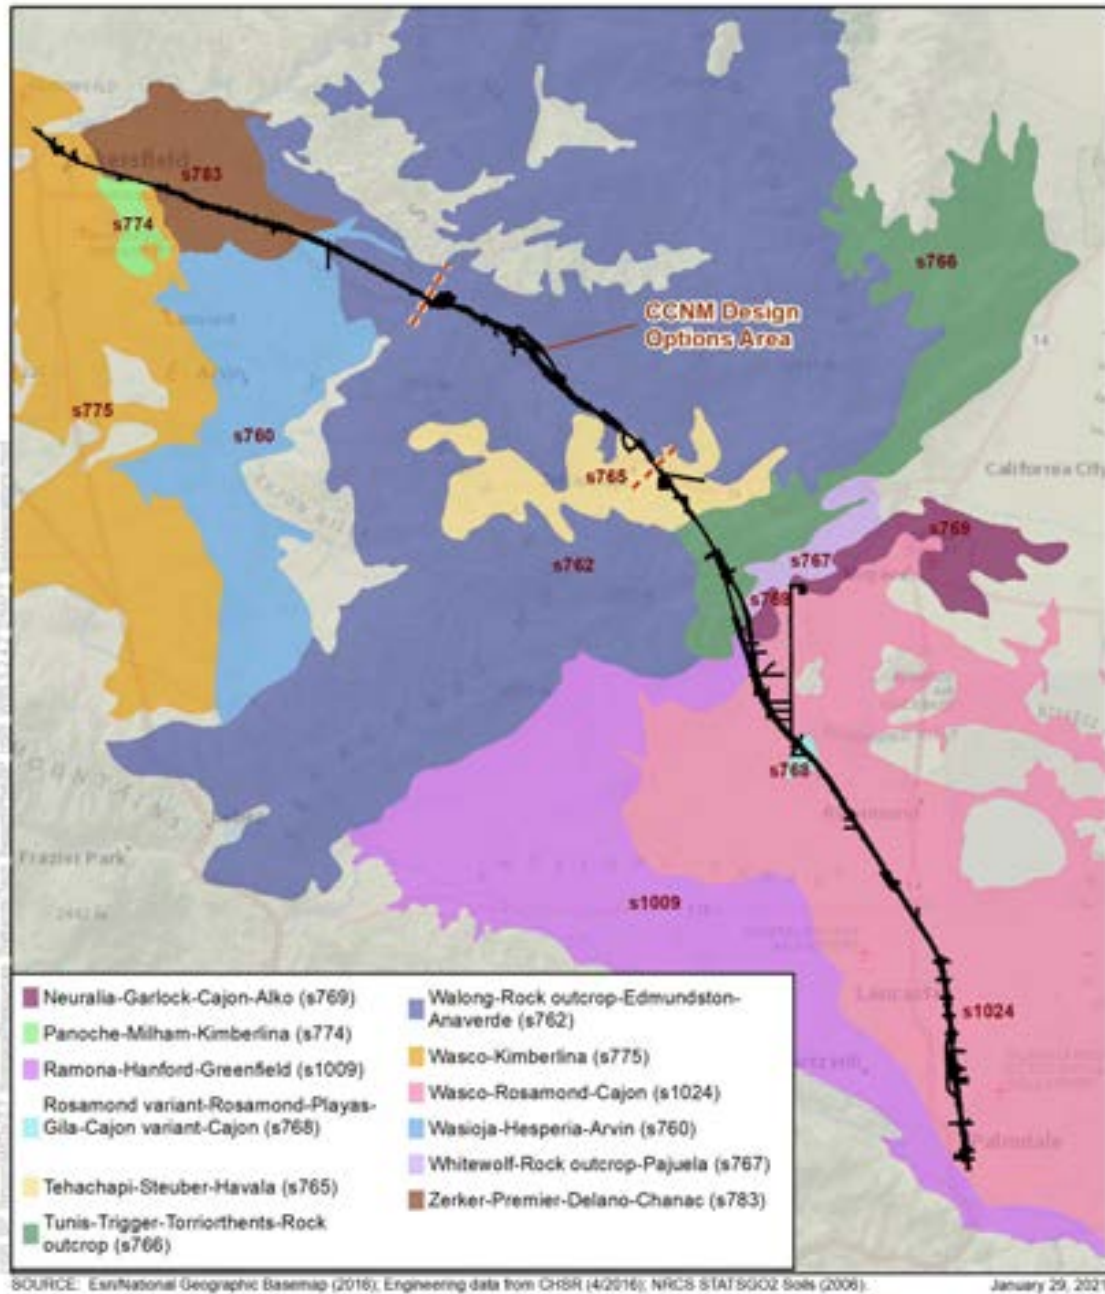 s783
s774
s766
CCNM Design
Options Area
14
s775
s760
s765
California City
s769
s762
s767
s769
s768
Frazier Park
s1009
Lancaster
s1024
Palmdale
Neuralia-Garlock-Cajon-Alko (s769)
Panoche-Milham-Kimberlina (s774)
Ramona-Hanford-Greenfield (s1009)
Rosamond variant-Rosamond-Playas-
Gila-Cajon variant-Cajon (s768)
Tehachapi-Steuber-Havala (s765)
Tunis-Trigger-Torriorthents-Rock
outcrop (s766)
Walong-Rock outcrop-Edmundston-
Anaverde (s762)
Wasco-Kimberlina (s775)
Wasco-Rosamond-Cajon (s1024)
Wasioja-Hesperia-Arvin (s760)
Whitewolf-Rock outcrop-Pajuela (s767)
Zerker-Premier-Delano-Chanac (s783)
SOURCE: Esri/National Geographic Basemap (2016); Engineering data from CHSR (4/2016); NRCS STATSGO2 Soils (2006).
January 29, 2021